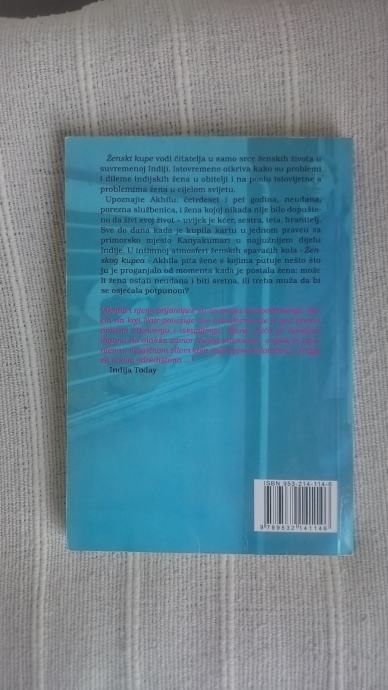 Ženski kupe vodi čitatelja u samo srce ženskih života u
suvremenoj Indiji. Istovremeno otkriva kako su problemi
i dileme indijskih žena u obitelji i na poslu istovjetne s
problemima žena u cijelom svijetu.
Upoznajte Akhilu: četrdeset i pet godina, neudana,
porezna službenica, i žena kojoj nikada nije bilo dopušte-
no da živi svoj život - uvijek je kćer, sestra, teta, hranitelj.
Sve do dana kada je kupila kartu u jednom pravcu za
primorsko mjesto Kanyakumari u najjužnijem dijelu
Indije. U intimnoj atmosferi ženskih spavaćih kola - Žen-
skog kupea - Akhila pita žene s kojima putuje nešto što
ju je proganjalo od momenta kada je postala žena: može
li žena ostati neudana i biti sretna, ili treba muža da bi
se osjećala potpunom?
Indija Today
ISBN 953-214-114-6
9 789532 141146